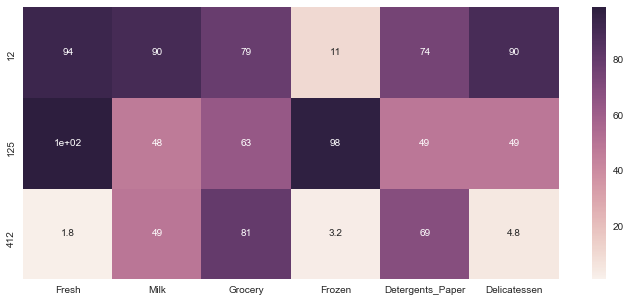 12 94 90 79 11 74 90
125 1e+02 48 63 98 49 49
412 1.8 49 81 3.2 69 4.8
Fresh Milk Grocery Frozen Detergents_Paper Delicatessen
80
60
40
20